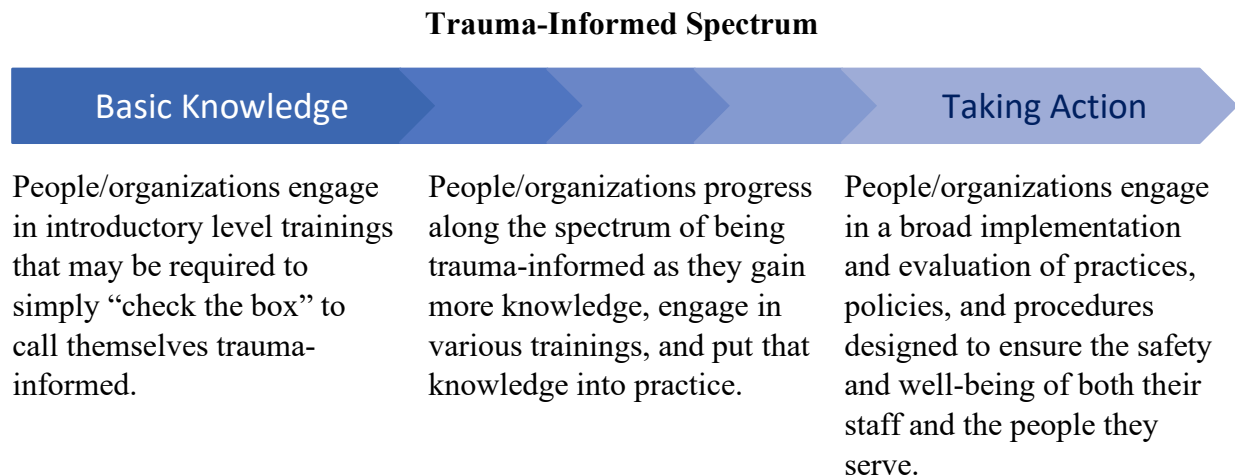 Trauma-Informed Spectrum
Basic Knowledge
Taking Action
People/organizations engage
in introductory level trainings
that may be required to
simply “check the box” to
call themselves trauma-
informed.
People/organizations progress
along the spectrum of being
trauma-informed as they gain
more knowledge, engage in
various trainings, and put that
knowledge into practice.
People/organizations engage
in a broad implementation
and evaluation of practices,
policies, and procedures
designed to ensure the safety
and well-being of both their
staff and the people they
serve.